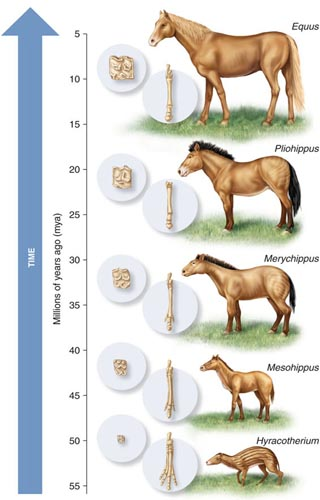 Equus
Pliohippus
Merychippus
Mesohippus
Hyracotherium
TIME
Millions of years ago (mya)
5
10
15
20
25
30
35
40
45
50
55